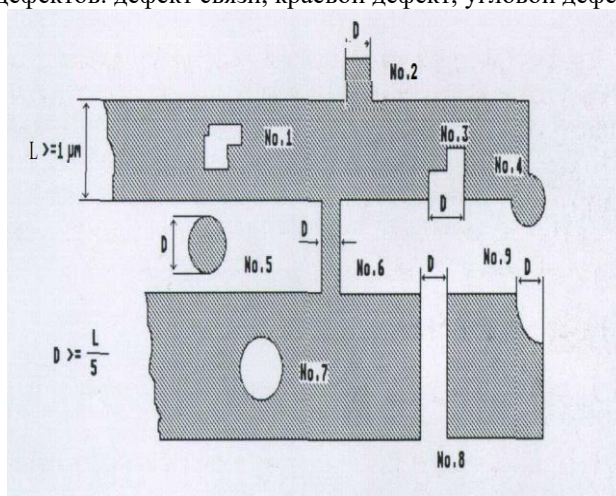 дефектов: дефект связи, краевой дефект, угловой дефе
D
No.2
L >=1 µm
No.1
No.3
No.4
D
D
D
No.5
No.6
D
No.9
D
D >= L/5
No.7
No.8